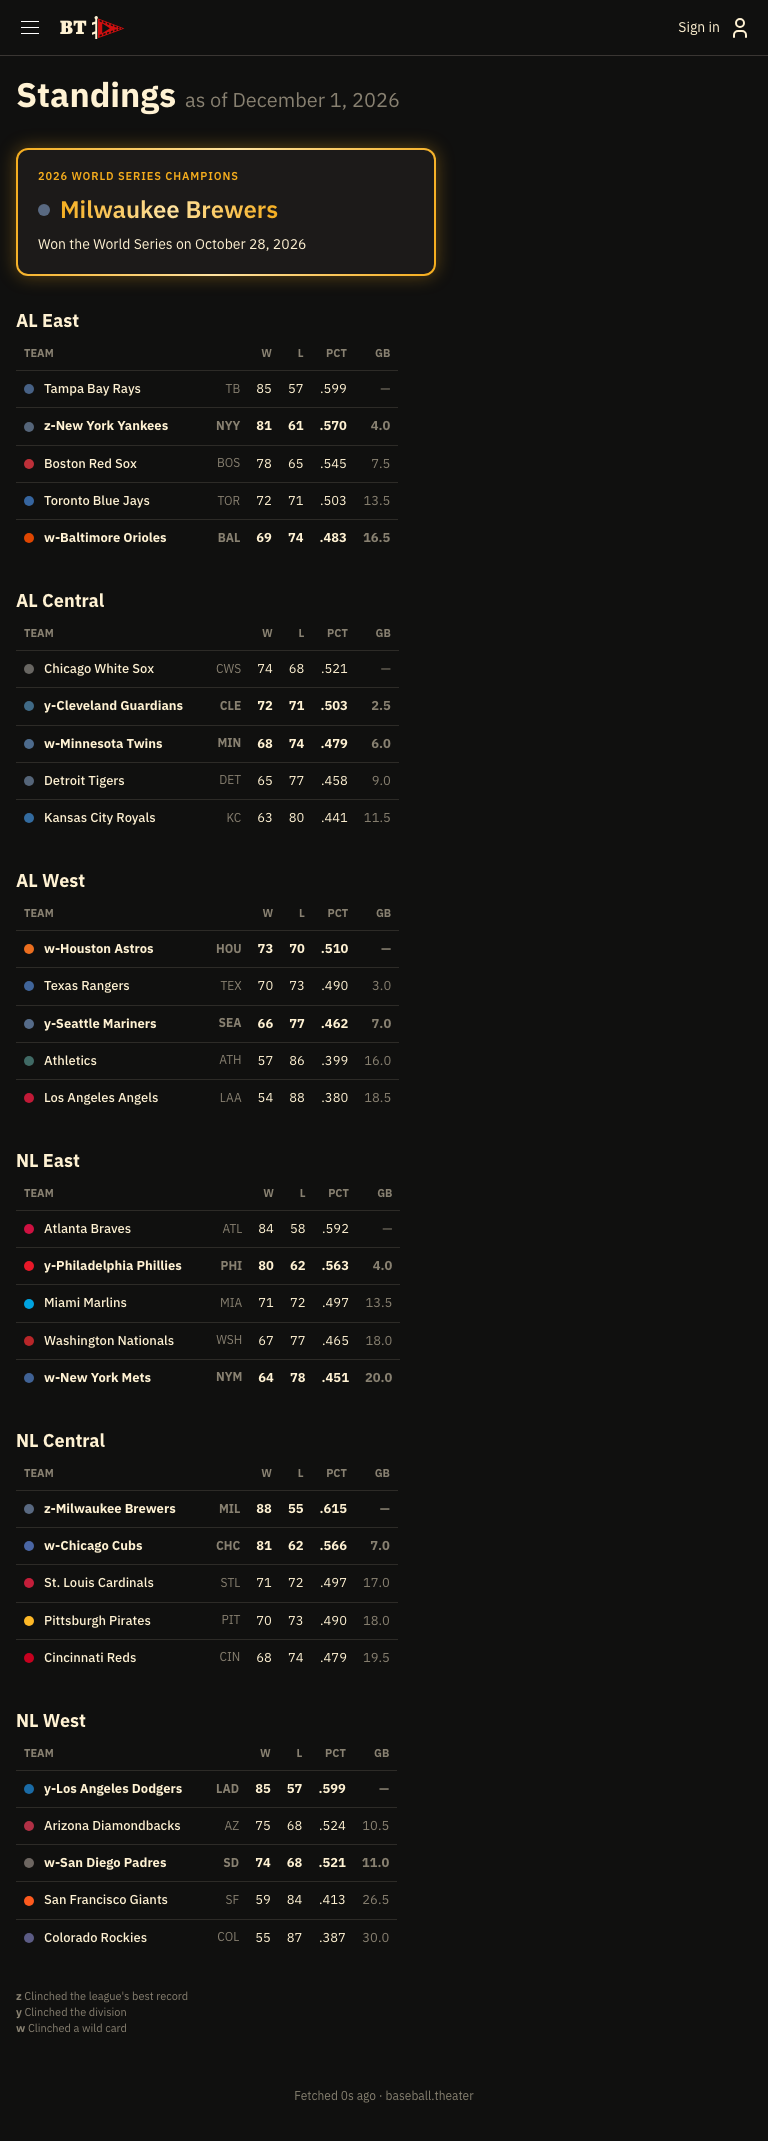 BT
Sign in
Standings as of December 1, 2026
2026 WORLD SERIES CHAMPIONS
Milwaukee Brewers
Won the World Series on October 28, 2026
AL East
TEAM W L PCT GB
Tampa Bay Rays TB 85 57 .599 —
z-New York Yankees NYY 81 61 .570 4.0
Boston Red Sox BOS 78 65 .545 7.5
Toronto Blue Jays TOR 72 71 .503 13.5
w-Baltimore Orioles BAL 69 74 .483 16.5
AL Central
TEAM W L PCT GB
Chicago White Sox CWS 74 68 .521 —
y-Cleveland Guardians CLE 72 71 .503 2.5
w-Minnesota Twins MIN 68 74 .479 6.0
Detroit Tigers DET 65 77 .458 9.0
Kansas City Royals KC 63 80 .441 11.5
AL West
TEAM W L PCT GB
w-Houston Astros HOU 73 70 .510 —
Texas Rangers TEX 70 73 .490 3.0
y-Seattle Mariners SEA 66 77 .462 7.0
Athletics ATH 57 86 .399 16.0
Los Angeles Angels LAA 54 88 .380 18.5
NL East
TEAM W L PCT GB
Atlanta Braves ATL 84 58 .592 —
y-Philadelphia Phillies PHI 80 62 .563 4.0
Miami Marlins MIA 71 72 .497 13.5
Washington Nationals WSH 67 77 .465 18.0
w-New York Mets NYM 64 78 .451 20.0
NL Central
TEAM W L PCT GB
z-Milwaukee Brewers MIL 88 55 .615 —
w-Chicago Cubs CHC 81 62 .566 7.0
St. Louis Cardinals STL 71 72 .497 17.0
Pittsburgh Pirates PIT 70 73 .490 18.0
Cincinnati Reds CIN 68 74 .479 19.5
NL West
TEAM W L PCT GB
y-Los Angeles Dodgers LAD 85 57 .599 —
Arizona Diamondbacks AZ 75 68 .524 10.5
w-San Diego Padres SD 74 68 .521 11.0
San Francisco Giants SF 59 84 .413 26.5
Colorado Rockies COL 55 87 .387 30.0
z Clinched the league's best record
y Clinched the division
w Clinched a wild card
Fetched 0s ago · baseball.theater